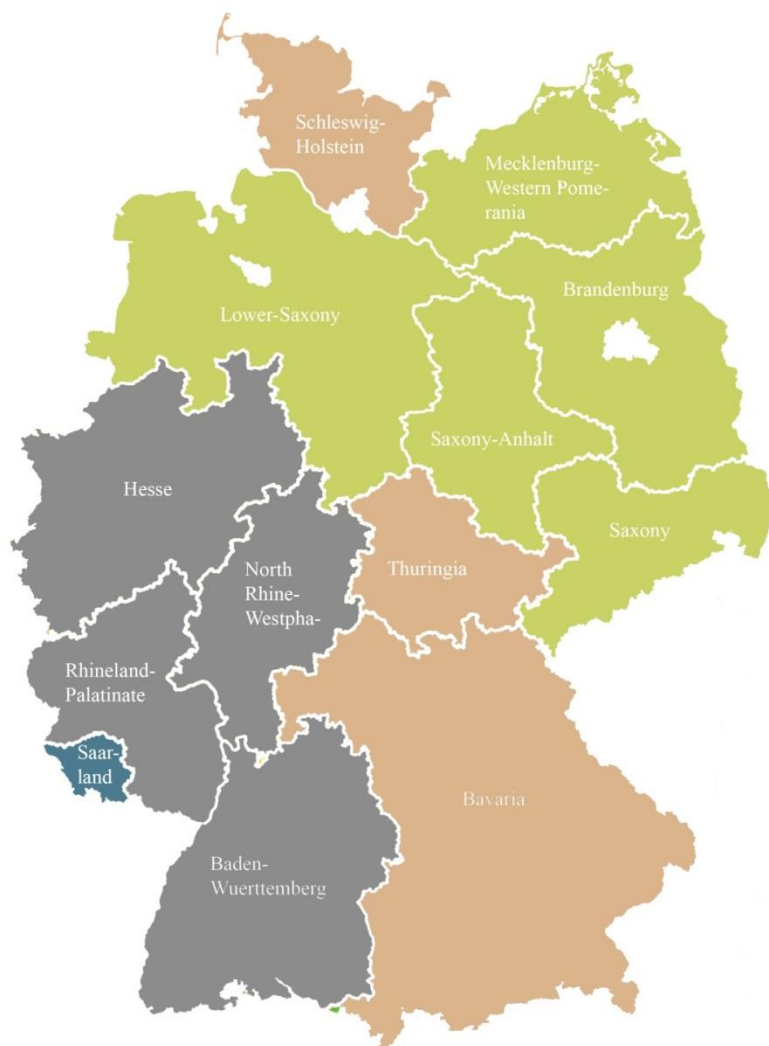 Schleswig-
Holstein
Mecklenburg-
Western Pome-
rania
Brandenburg
Lower-Saxony
Saxony-Anhalt
Hesse
Saxony
North
Rhine-
Westpha-
Thuringia
Rhineland-
Palatinate
Saar-
land
Bavaria
Baden-
Wuerttemberg